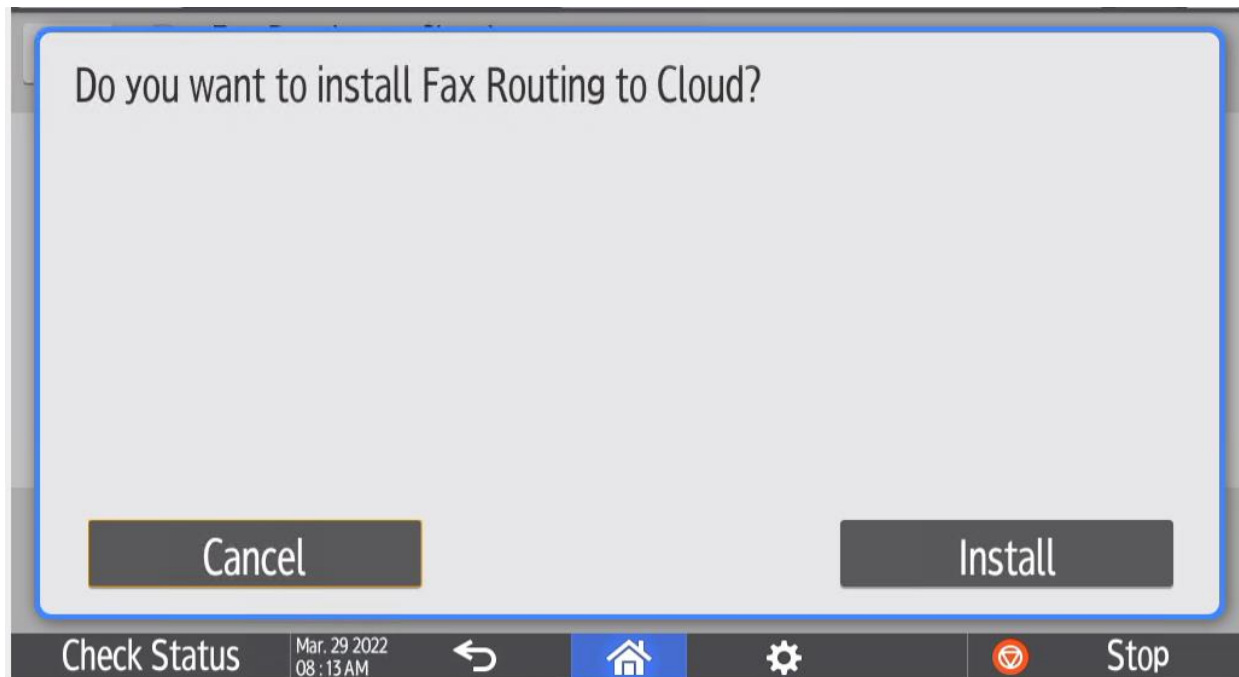 Do you want to install Fax Routing to Cloud?
Cancel
Install
Check Status
Mar. 29 2022
08 : 13 AM
Stop